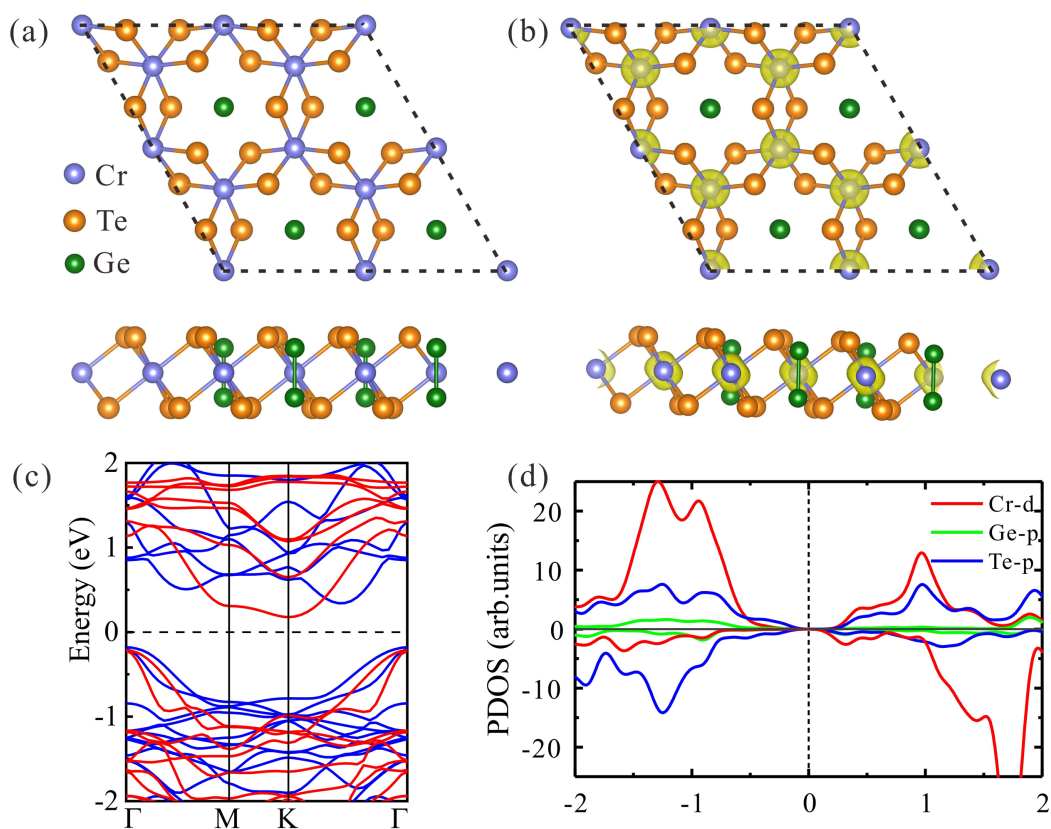 (a)
Cr
Te
Ge
(b)
(c)
2
1
0
-1
-2
Energy (eV)
Γ M K Γ
(d)
20
10
0
-10
-20
PDOS (arb.units)
Cr-d
Ge-p
Te-p
-2 -1 0 1 2